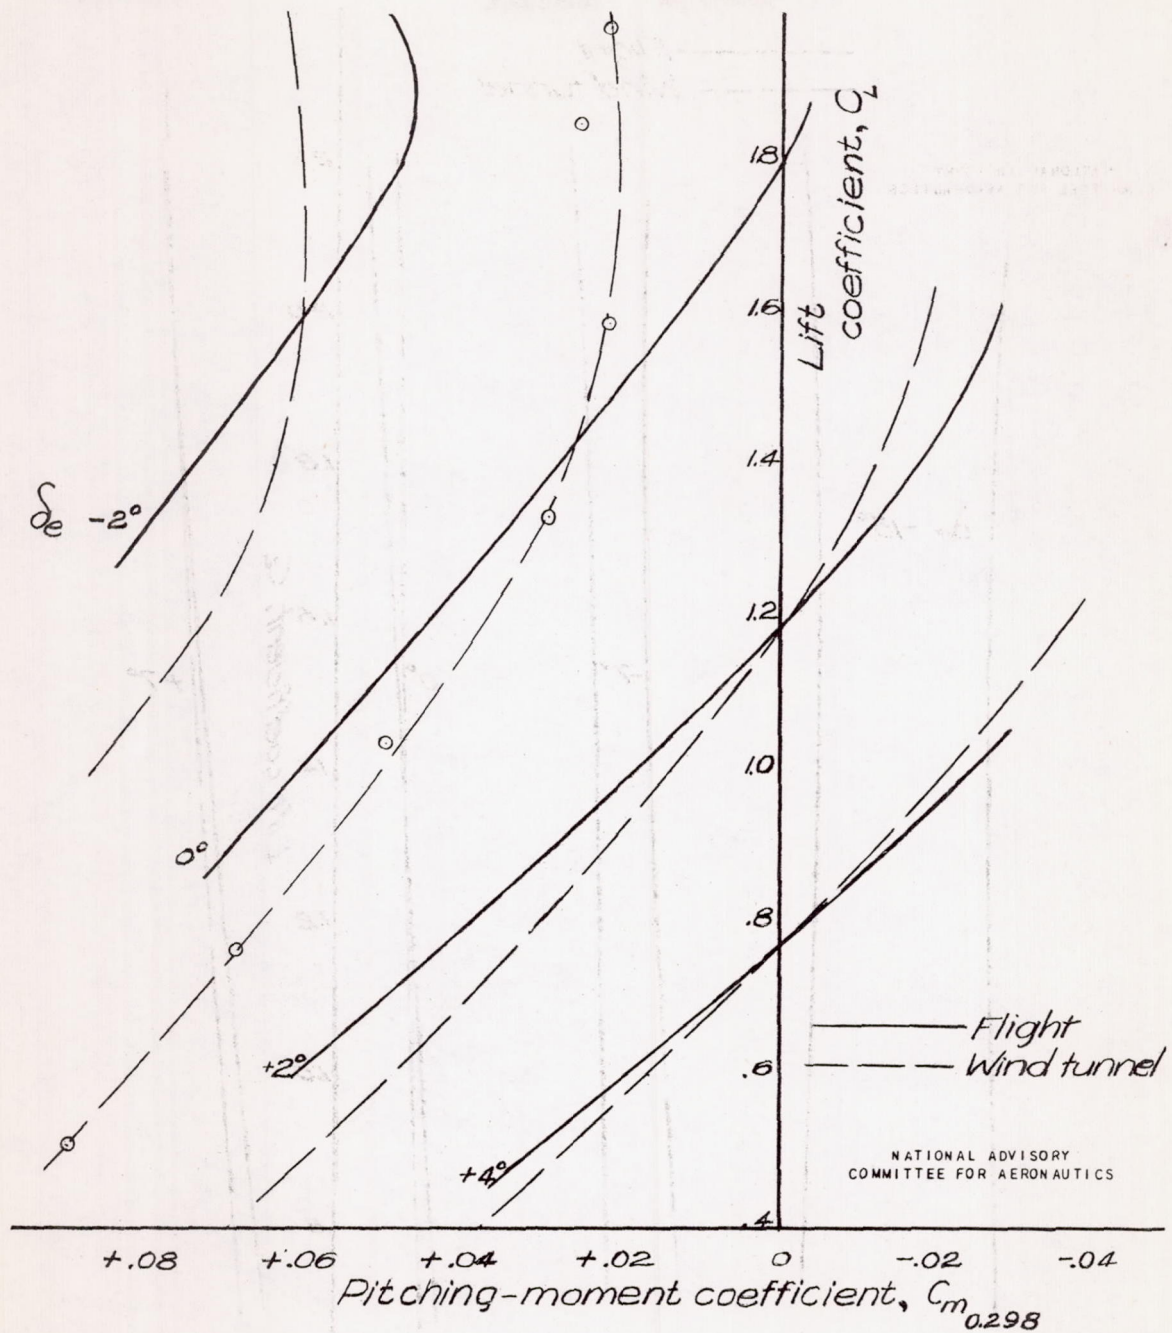 Lift
coefficient, C_L
1.8
1.6
1.4
1.2
1.0
.8
.6
.4
δe -2°
0°
+2°
+4°
Flight
Wind tunnel
NATIONAL ADVISORY
COMMITTEE FOR AERONAUTICS
+.08 +.06 +.04 +.02 0 -.02 -.04
Pitching-moment coefficient, Cm0.298